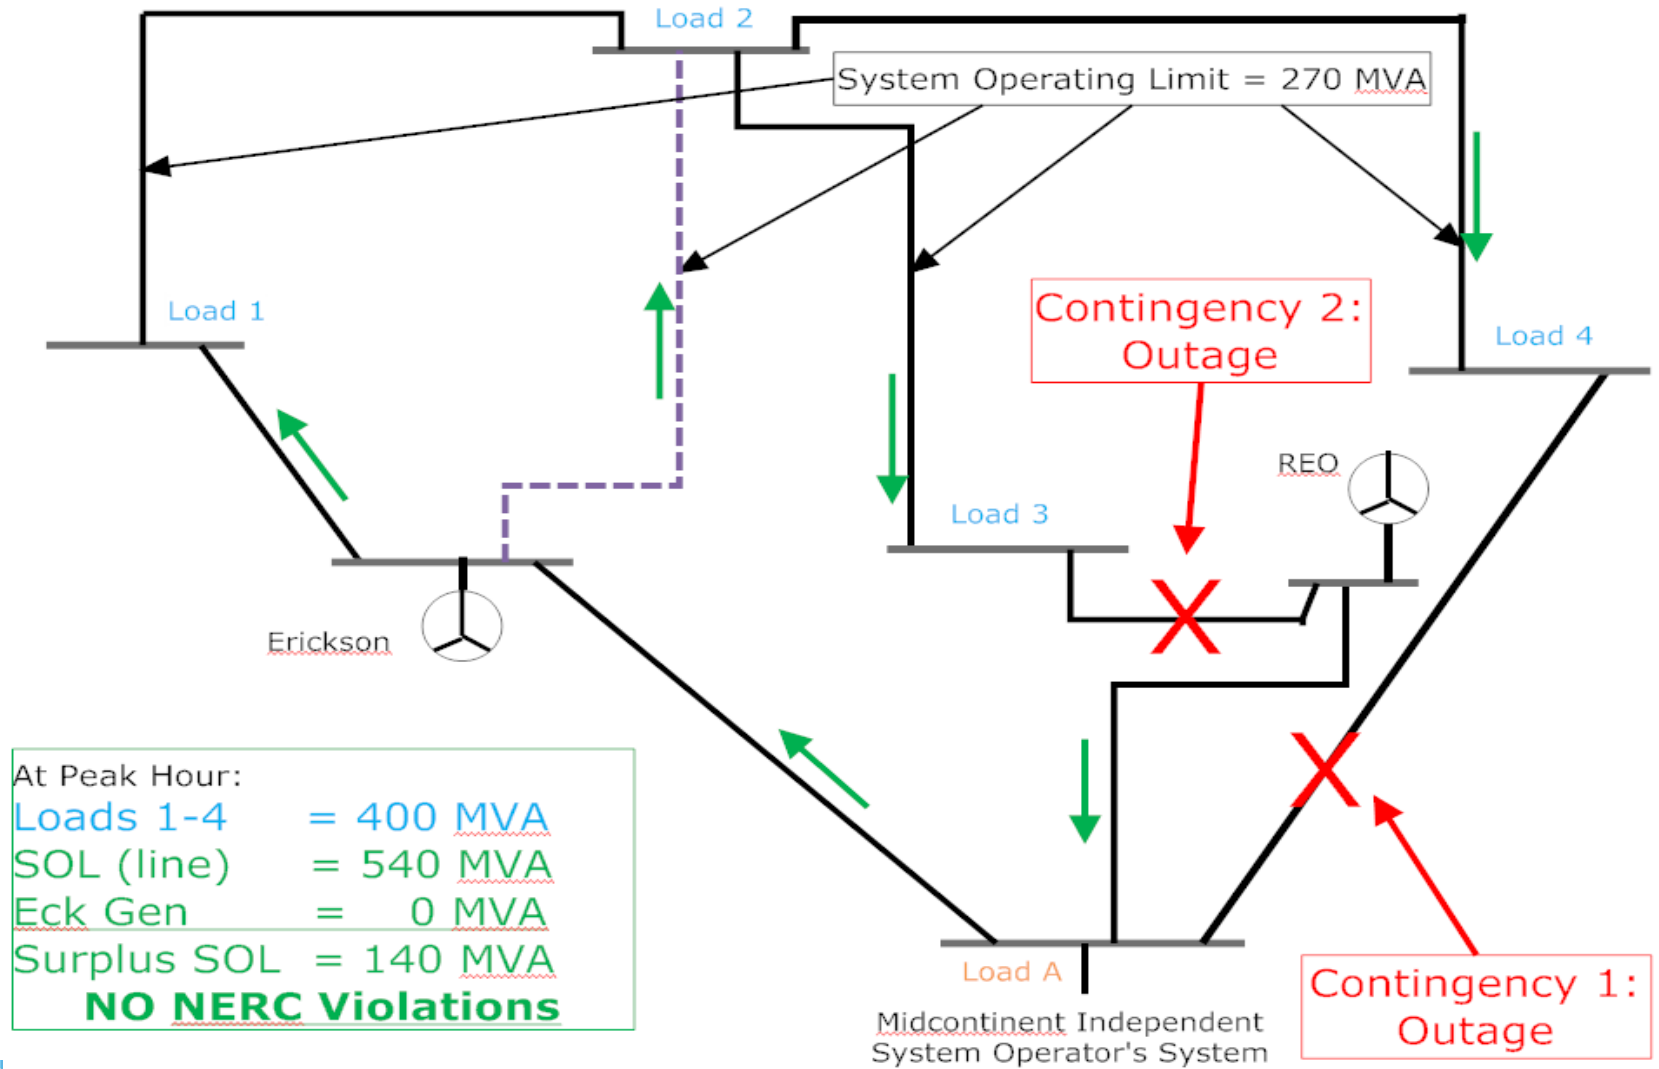 Load 2
System Operating Limit = 270 MVA
Load 1
Contingency 2:
Outage
Load 4
REO
Load 3
Erickson
At Peak Hour:
Loads 1-4 = 400 MVA
SOL (line) = 540 MVA
Eck Gen = 0 MVA
Surplus SOL = 140 MVA
NO NERC Violations
Load A
Midcontinent Independent
System Operator's System
Contingency 1:
Outage